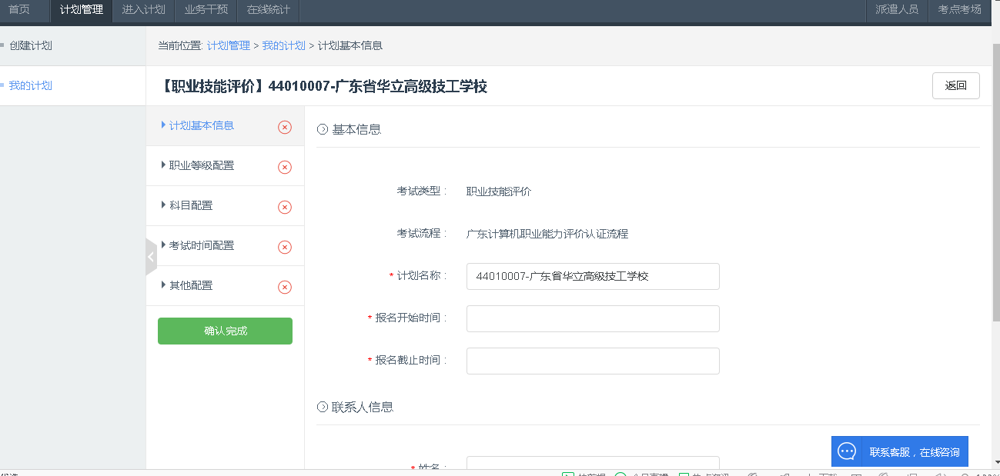 首页 计划管理 进入计划 业务干预 在线统计 派遣人员 考点考场
创建计划
我的计划
当前位置: 计划管理 > 我的计划 > 计划基本信息
【职业技能评价】44010007-广东省华立高级技工学校
返回
计划基本信息
职业等级配置
科目配置
考试时间配置
其他配置
确认完成
基本信息
考试类型 : 职业技能评价
考试流程 : 广东计算机职业能力评价认证流程
* 计划名称 : 44010007-广东省华立高级技工学校
* 报名开始时间 :
* 报名截止时间 :
联系人信息
* 姓名 :
联系客服，在线咨询